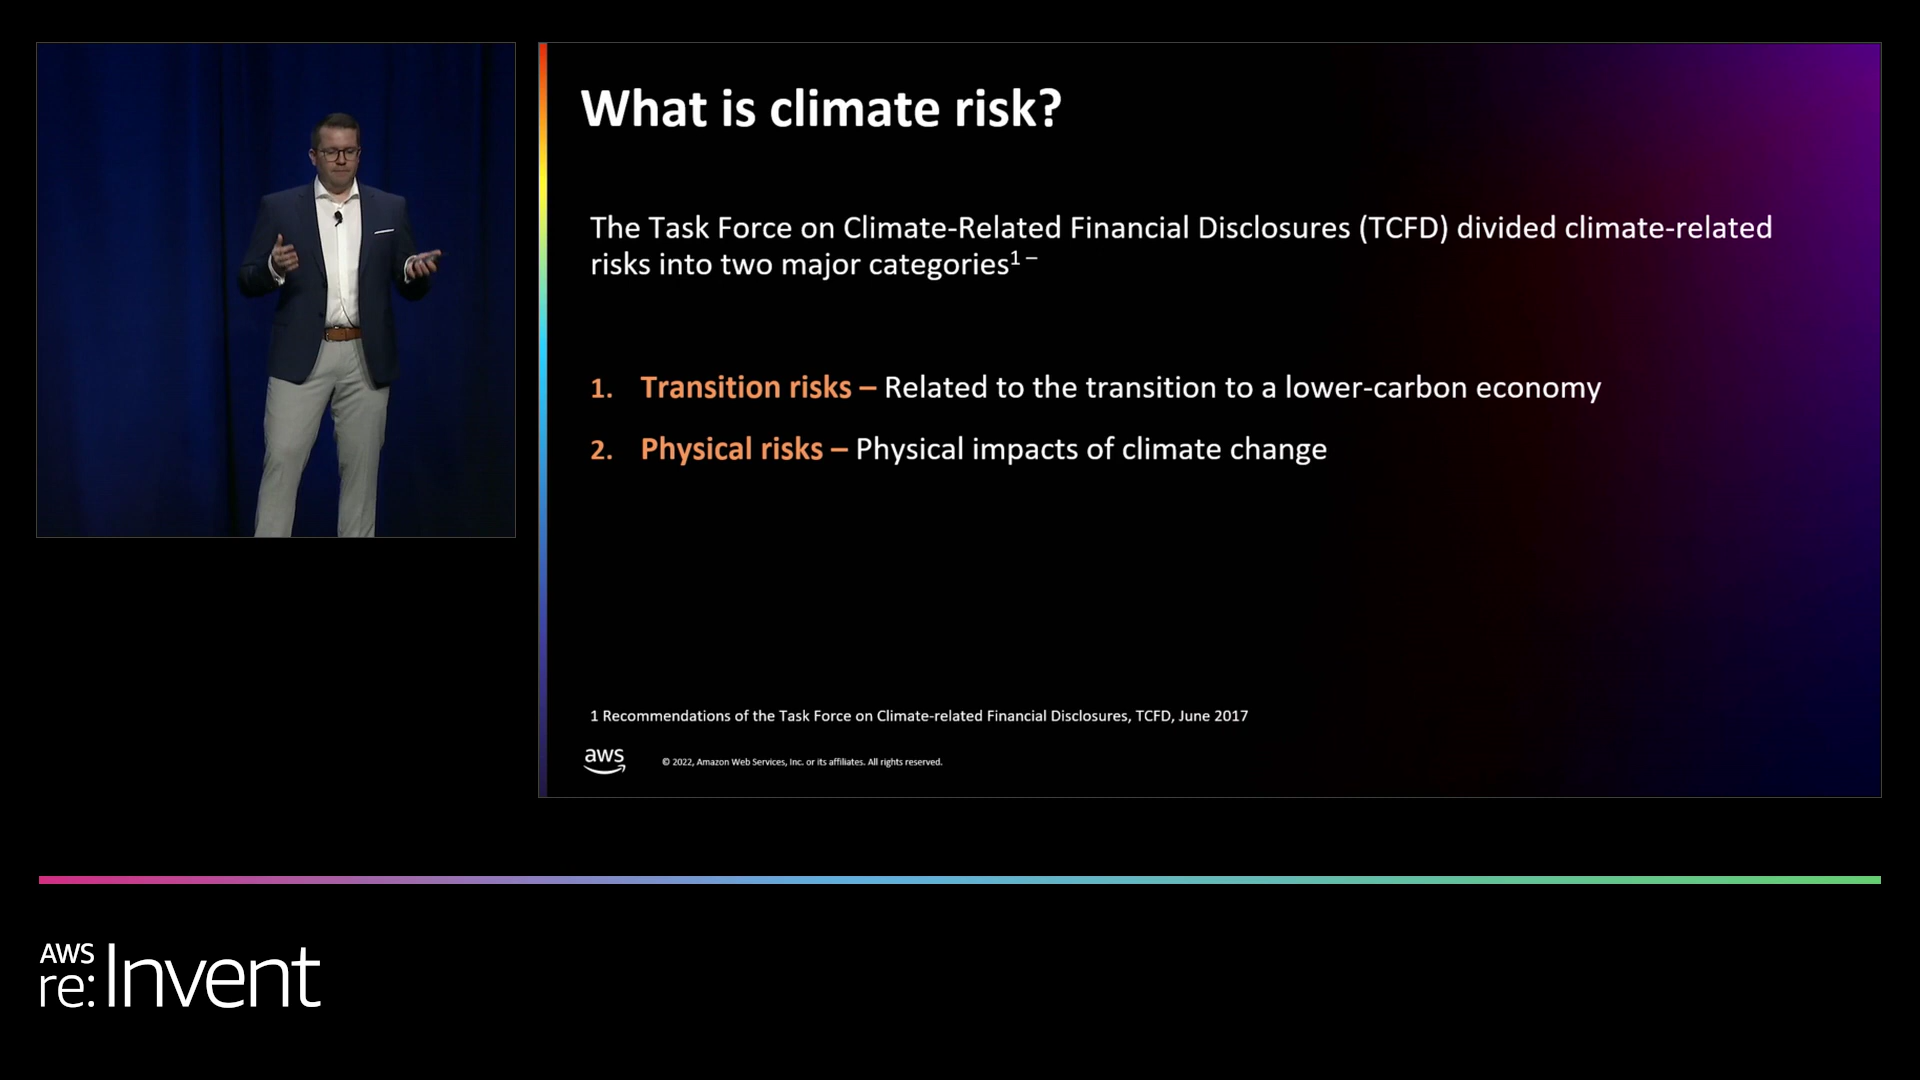 What is climate risk?
The Task Force on Climate-Related Financial Disclosures (TCFD) divided climate-related
risks into two major categories¹ –
1. Transition risks – Related to the transition to a lower-carbon economy
2. Physical risks – Physical impacts of climate change
1 Recommendations of the Task Force on Climate-related Financial Disclosures, TCFD, June 2017
aws
© 2022, Amazon Web Services, Inc. or its affiliates. All rights reserved.
AWS
re:Invent